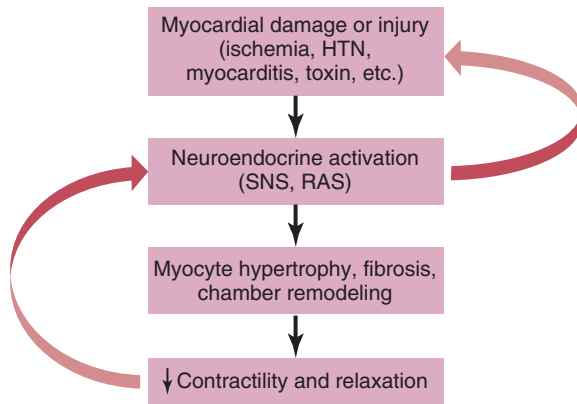 Myocardial damage or injury
(ischemia, HTN,
myocarditis, toxin, etc.)
Neuroendocrine activation
(SNS, RAS)
Myocyte hypertrophy, fibrosis,
chamber remodeling
↓ Contractility and relaxation